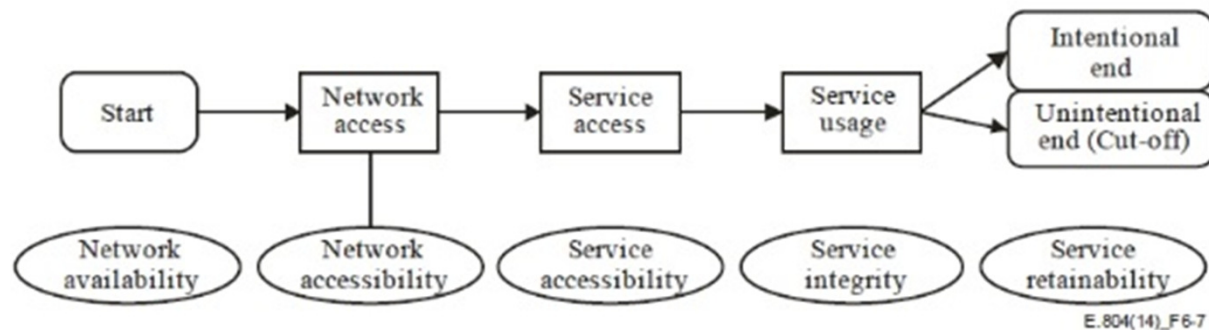 Start
Network
access
Service
access
Service
usage
Intentional
end
Unintentional
end (Cut-off)
Network
availability
Network
accessibility
Service
accessibility
Service
integrity
Service
retainability
E.804(14)_F6-7